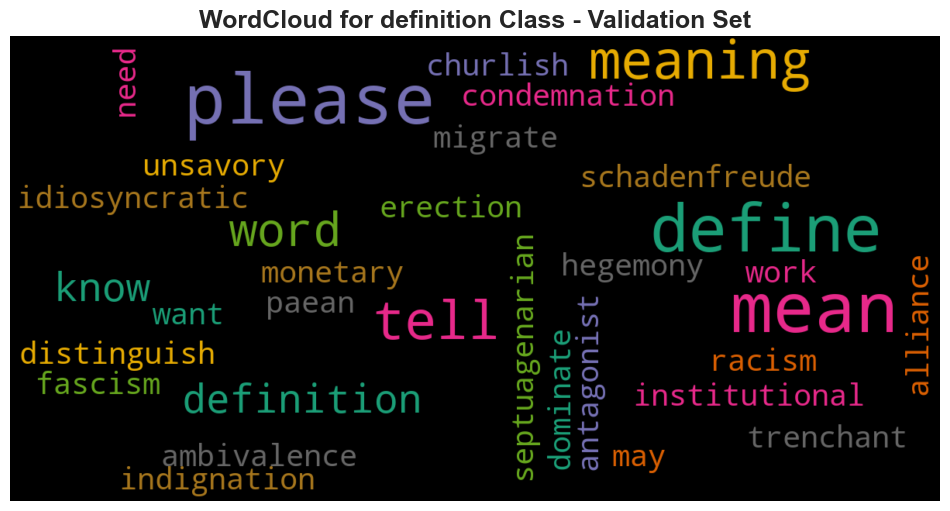 WordCloud for definition Class - Validation Set
need
please
churlish
meaning
condemnation
migrate
unsavory
schadenfreude
idiosyncratic
erection
word
define
know
monetary
hegemony
work
want
paean
tell
mean
alliance
septuagenarian
dominate
antagonist
distinguish
racism
fascism
definition
institutional
trenchant
ambivalence
may
indignation